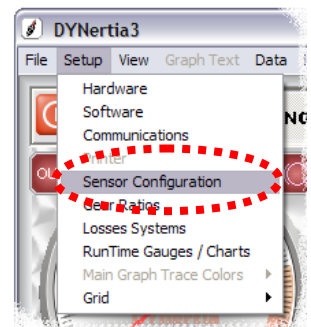 DYNertia3
File Setup View Graph Text Data
Hardware
Software
Communications
Printer
Sensor Configuration
Gear Ratios
Losses Systems
RunTime Gauges / Charts
Main Graph Trace Colors
Grid